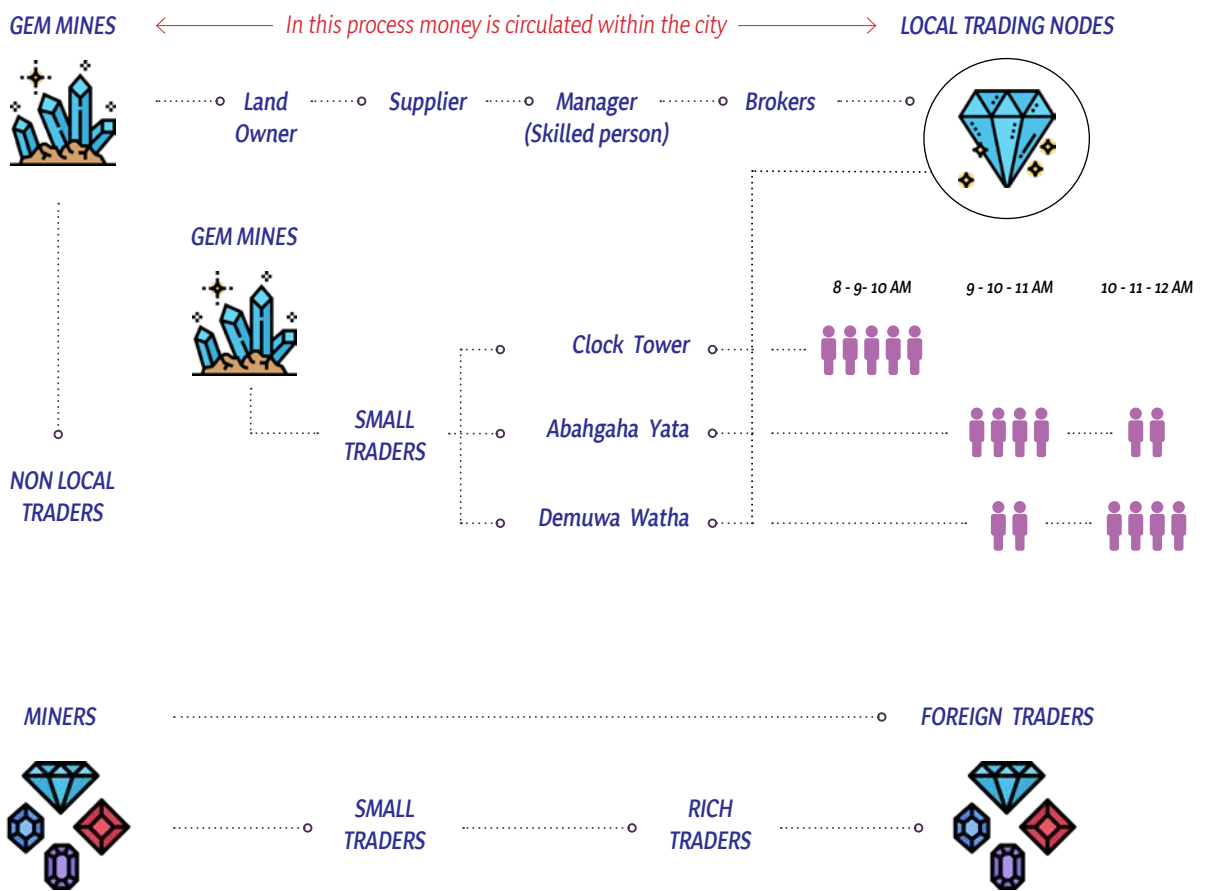 GEM MINES
In this process money is circulated within the city
LOCAL TRADING NODES
Land
Owner
Supplier
Manager
(Skilled person)
Brokers
GEM MINES
8 - 9- 10 AM
9 - 10 - 11 AM
10 - 11 - 12 AM
Clock Tower
SMALL
TRADERS
Abahgaha Yata
NON LOCAL
TRADERS
Demuwa Watha
MINERS
FOREIGN TRADERS
SMALL
TRADERS
RICH
TRADERS